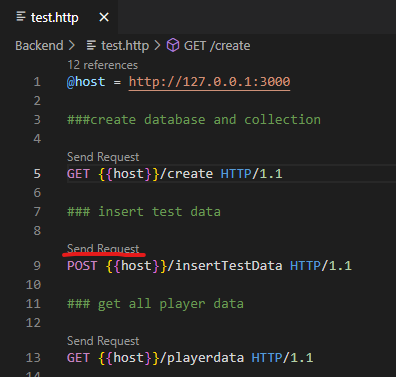 test.http
Backend > test.http > GET /create
12 references
1 @host = http://127.0.0.1:3000
2
3 ###create database and collection
4
Send Request
5 GET {{host}}/create HTTP/1.1
6
7 ### insert test data
8
Send Request
9 POST {{host}}/insertTestData HTTP/1.1
10
11 ### get all player data
12
Send Request
13 GET {{host}}/playerdata HTTP/1.1